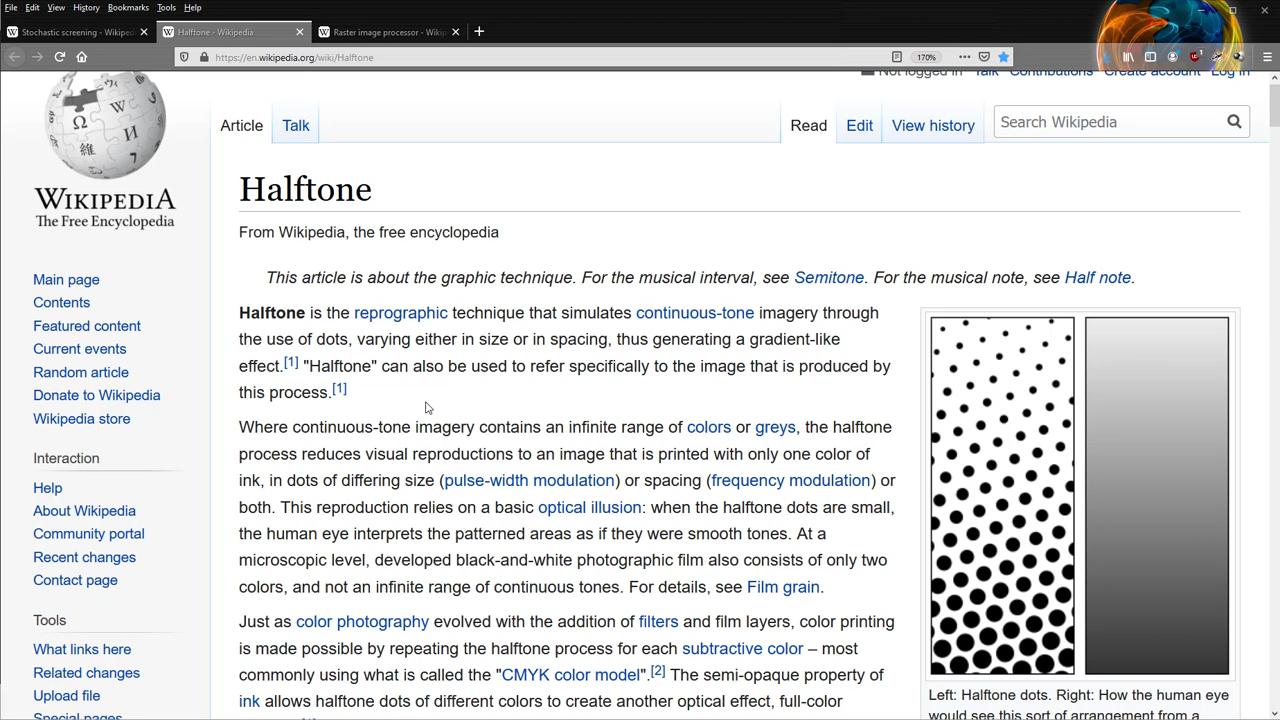 File Edit View History Bookmarks Tools Help
Stochastic screening - Wikiped
Halftone - Wikipedia
Raster image processor - Wikip
https://en.wikipedia.org/wiki/Halftone
170%
Not logged in Talk Contributions Create account Log in
Article Talk
Read Edit View history
Search Wikipedia
WIKIPEDIA
The Free Encyclopedia
Main page
Contents
Featured content
Current events
Random article
Donate to Wikipedia
Wikipedia store
Interaction
Help
About Wikipedia
Community portal
Recent changes
Contact page
Tools
What links here
Related changes
Upload file
Special pages
Halftone
From Wikipedia, the free encyclopedia
This article is about the graphic technique. For the musical interval, see Semitone. For the musical note, see Half note.
Halftone is the reprographic technique that simulates continuous-tone imagery through
the use of dots, varying either in size or in spacing, thus generating a gradient-like
effect.[1] "Halftone" can also be used to refer specifically to the image that is produced by
this process.[1]
Where continuous-tone imagery contains an infinite range of colors or greys, the halftone
process reduces visual reproductions to an image that is printed with only one color of
ink, in dots of differing size (pulse-width modulation) or spacing (frequency modulation) or
both. This reproduction relies on a basic optical illusion: when the halftone dots are small,
the human eye interprets the patterned areas as if they were smooth tones. At a
microscopic level, developed black-and-white photographic film also consists of only two
colors, and not an infinite range of continuous tones. For details, see Film grain.
Just as color photography evolved with the addition of filters and film layers, color printing
is made possible by repeating the halftone process for each subtractive color – most
commonly using what is called the "CMYK color model".[2] The semi-opaque property of
ink allows halftone dots of different colors to create another optical effect, full-color
Left: Halftone dots. Right: How the human eye
would see this sort of arrangement from a